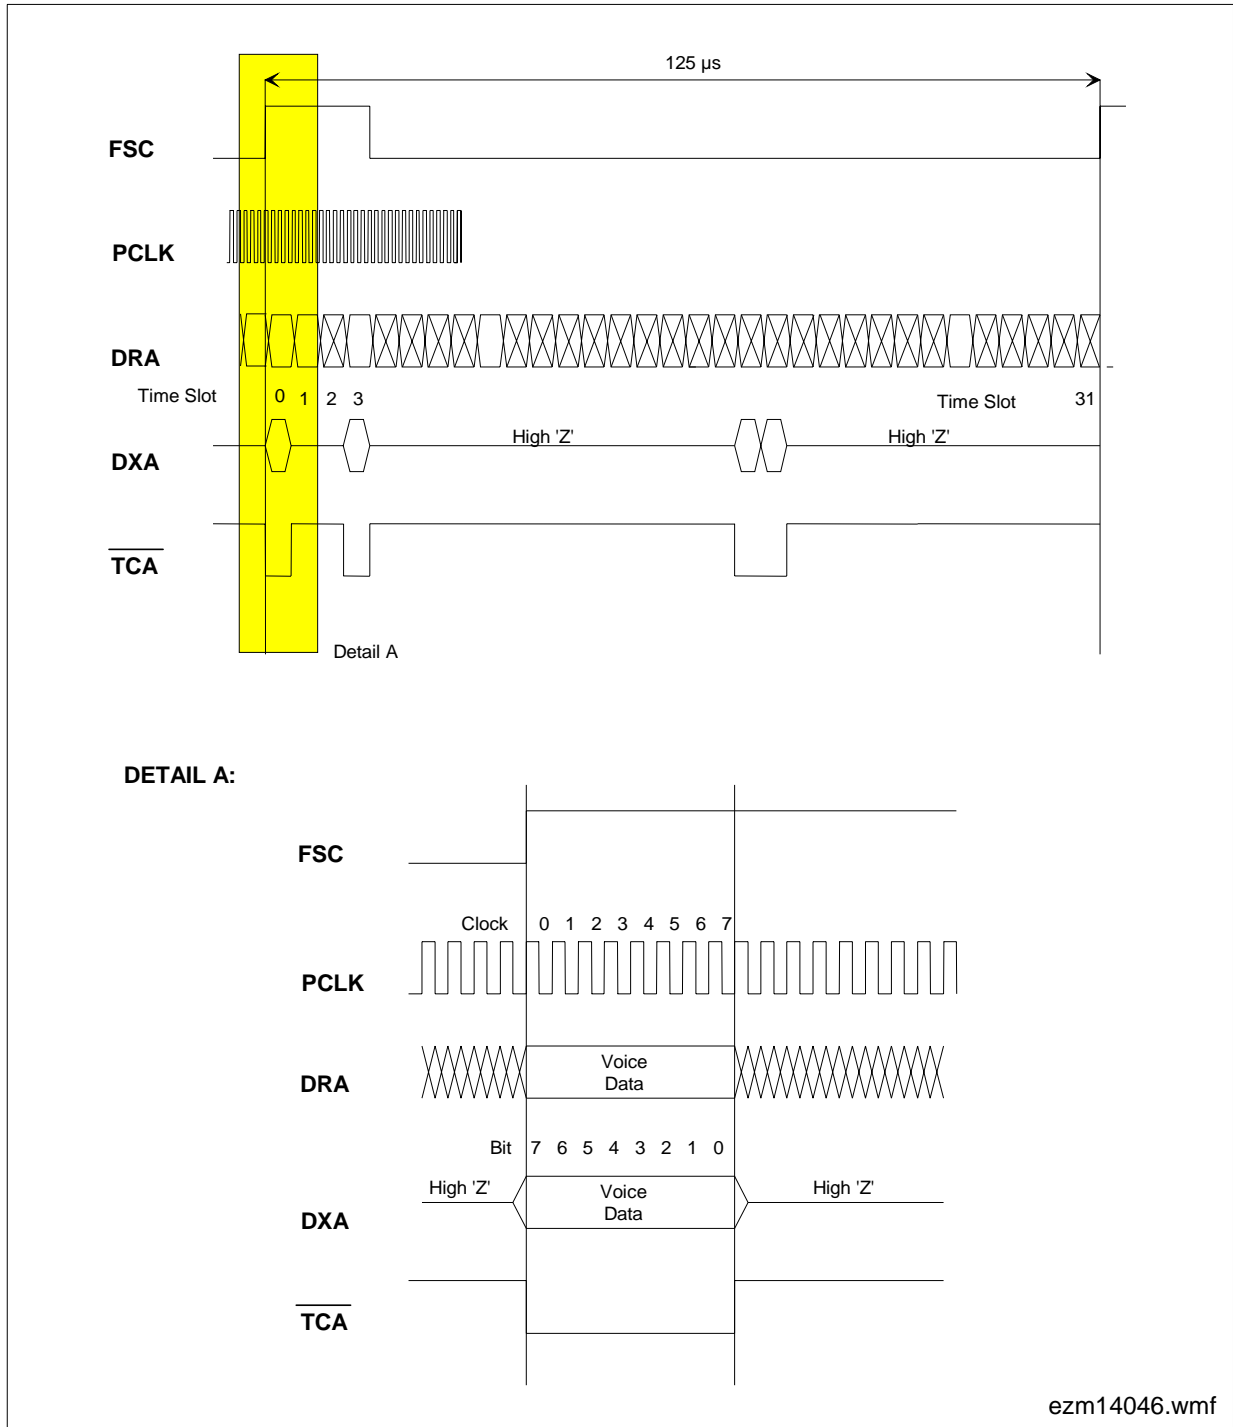 125 µs
FSC
PCLK
DRA
Time Slot 0 1 2 3 Time Slot 31
High 'Z' High 'Z'
DXA
TCA
Detail A
DETAIL A:
FSC
Clock 0 1 2 3 4 5 6 7
PCLK
Voice
Data
DRA
Bit 7 6 5 4 3 2 1 0
High 'Z' Voice High 'Z'
Data
DXA
TCA
ezm14046.wmf